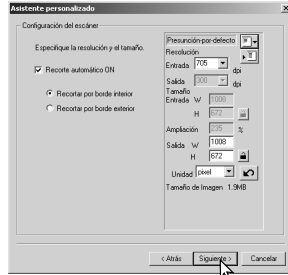 Asistente personalizado
Configuración del escáner
Especifique la resolución y el tamaño.
Recorte automático ON
Recortar por borde interior
Recortar por borde exterior
Presunción-por-defecto
Resolución
Entrada 705 dpi
Salida 300 dpi
Tamaño
Entrada W 1008
H 672
Ampliación 235 %
Salida W 1008
H 672
Unidad pixel
Tamaño de Imagen 1.9MB
< Atrás Siguiente > Cancelar